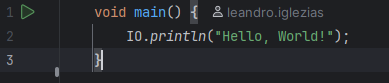 1 void main() { leandro.iglezias
2 IO.println("Hello, World!");
3 }